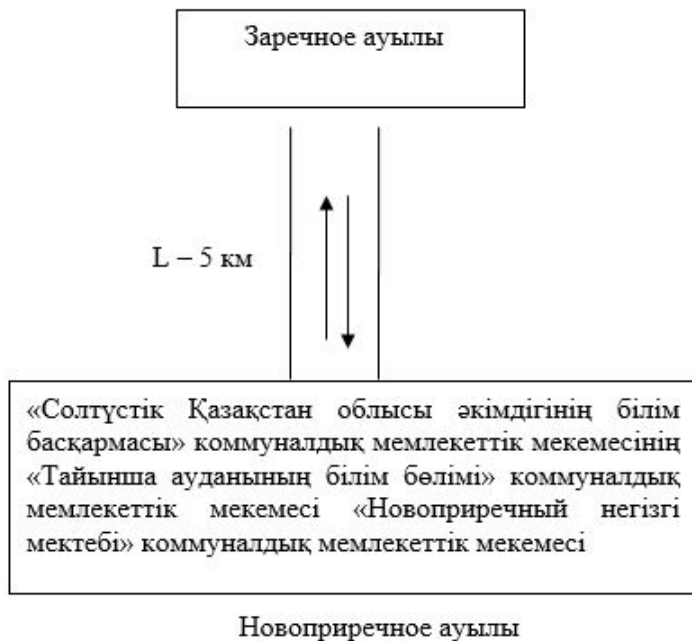 Заречное ауылы
L – 5 км
«Солтүстік Қазақстан облысы әкімдігінің білім
басқармасы» коммуналдық мемлекеттік мекемесінің
«Тайынша ауданының білім бөлімі» коммуналдық
мемлекеттік мекемесі «Новоприреченый негізгі
мектебі» коммуналдық мемлекеттік мекемесі
Новоприречное ауылы